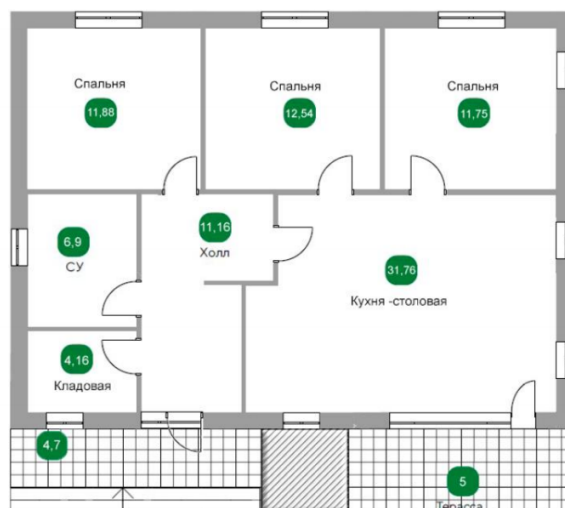 Спальня
11,88
Спальня
12,54
Спальня
11,75
6,9
СУ
11,16
Холл
31,76
Кухня -столовая
4,16
Кладовая
4,7
5
Терасса